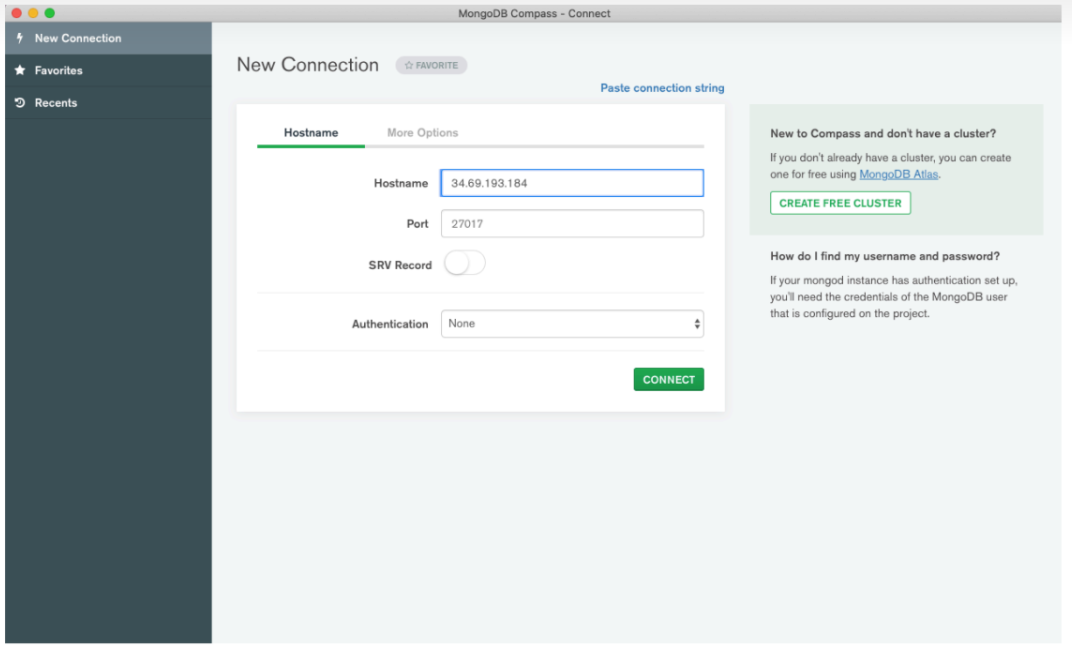 MongoDB Compass - Connect
New Connection
Favorites
Recents
New Connection
FAVORITE
Paste connection string
Hostname
More Options
Hostname
34.69.193.184
Port
27017
SRV Record
Authentication
None
CONNECT
New to Compass and don't have a cluster?
If you don't already have a cluster, you can create
one for free using MongoDB Atlas.
CREATE FREE CLUSTER
How do I find my username and password?
If your mongod instance has authentication set up,
you'll need the credentials of the MongoDB user
that is configured on the project.